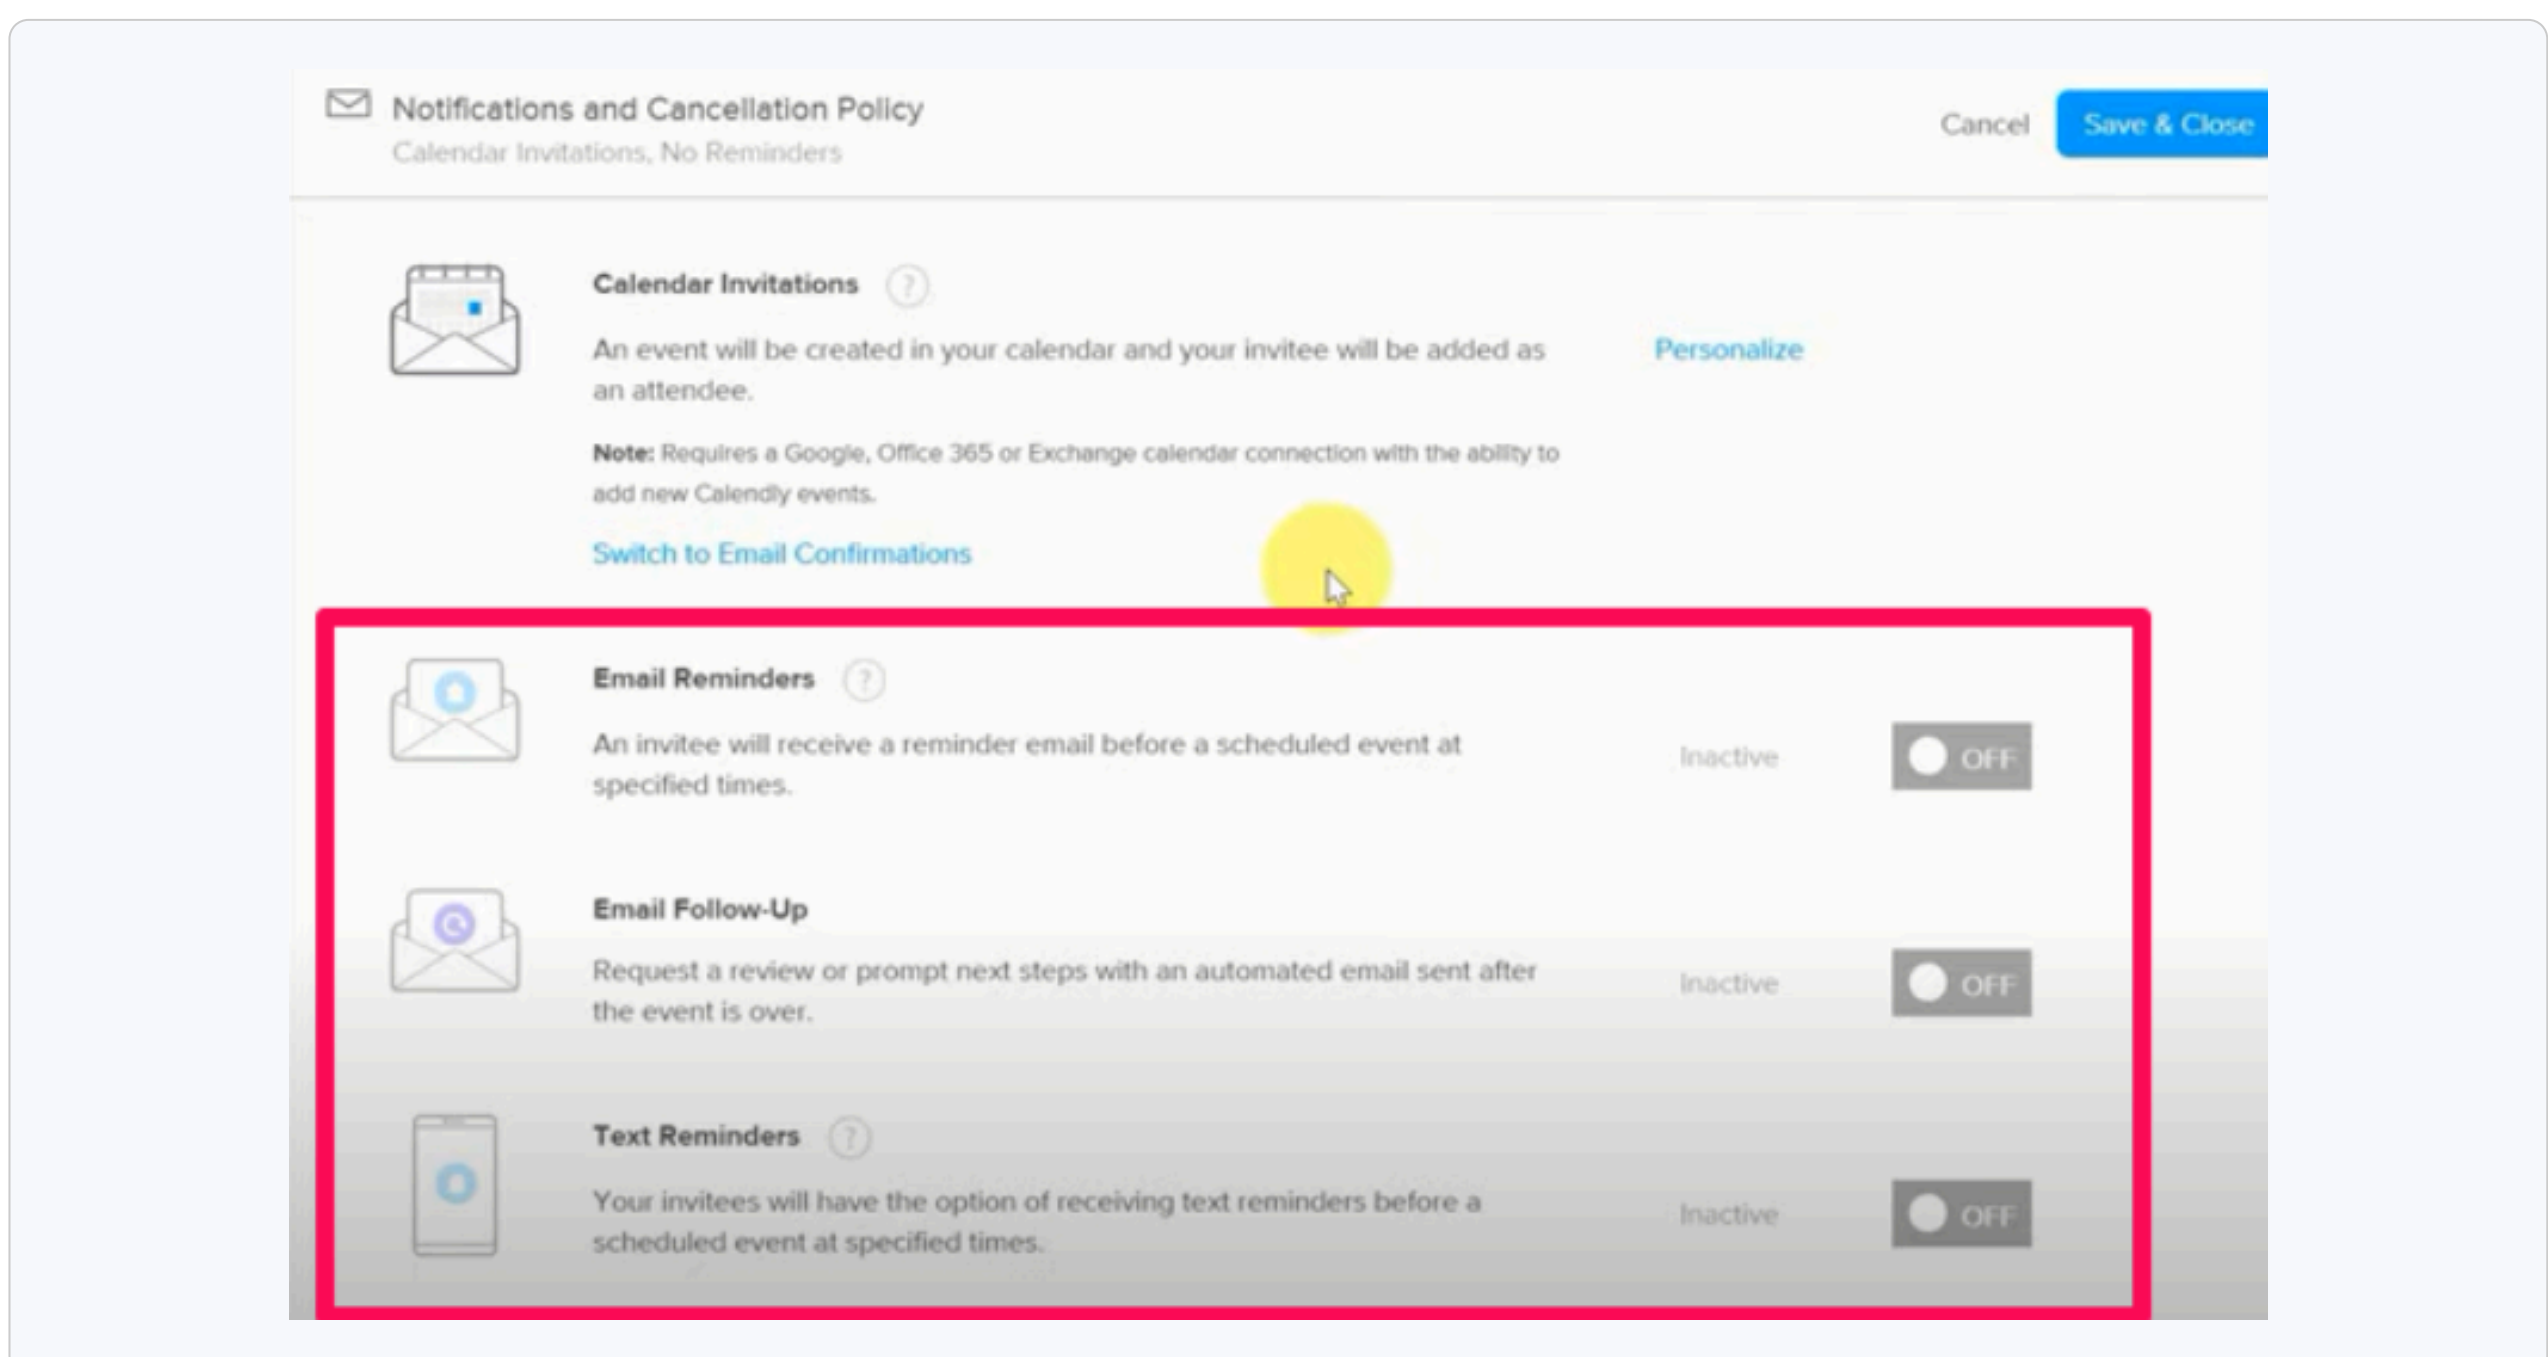 Notifications and Cancellation Policy
Calendar Invitations, No Reminders
Cancel
Save & Close
Calendar Invitations ?
An event will be created in your calendar and your invitee will be added as
an attendee.
Personalize
Note: Requires a Google, Office 365 or Exchange calendar connection with the ability to
add new Calendly events.
Switch to Email Confirmations
Email Reminders ?
An invitee will receive a reminder email before a scheduled event at
specified times.
Inactive
OFF
Email Follow-Up
Request a review or prompt next steps with an automated email sent after
the event is over.
Inactive
OFF
Text Reminders ?
Your invitees will have the option of receiving text reminders before a
scheduled event at specified times.
Inactive
OFF